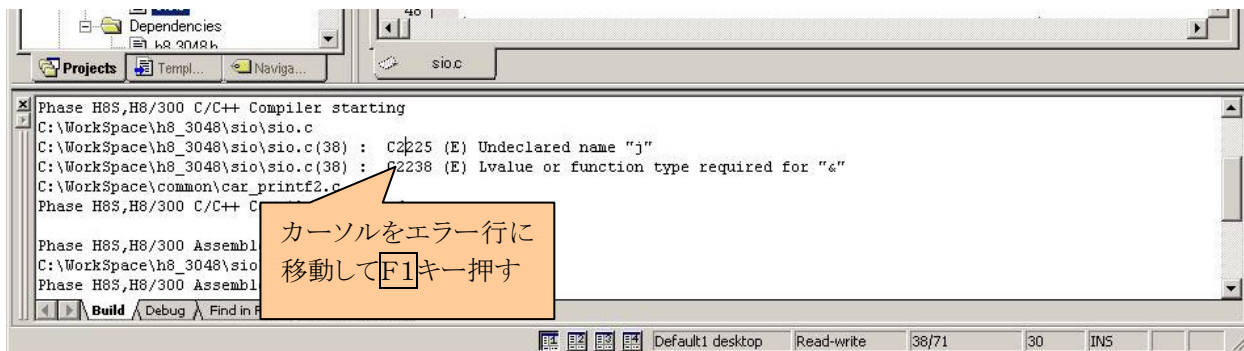 48
Dependencies
h8_3048.h
Projects Templ... Naviga... sio.c
Phase H8S,H8/300 C/C++ Compiler starting
C:\WorkSpace\h8_3048\sio\sio.c
C:\WorkSpace\h8_3048\sio\sio.c(38) : C2225 (E) Undeclared name "j"
C:\WorkSpace\h8_3048\sio\sio.c(38) : C2238 (E) Lvalue or function type required for "&"
C:\WorkSpace\common\car_printf2.c
Phase H8S,H8/300 C/C++ C
カーソルをエラー行に
移動してF1キー押す
Phase H8S,H8/300 Assembl
C:\WorkSpace\h8_3048\sio
Phase H8S,H8/300 Assembl
Build Debug Find in F
Default1 desktop Read-write 38/71 30 INS